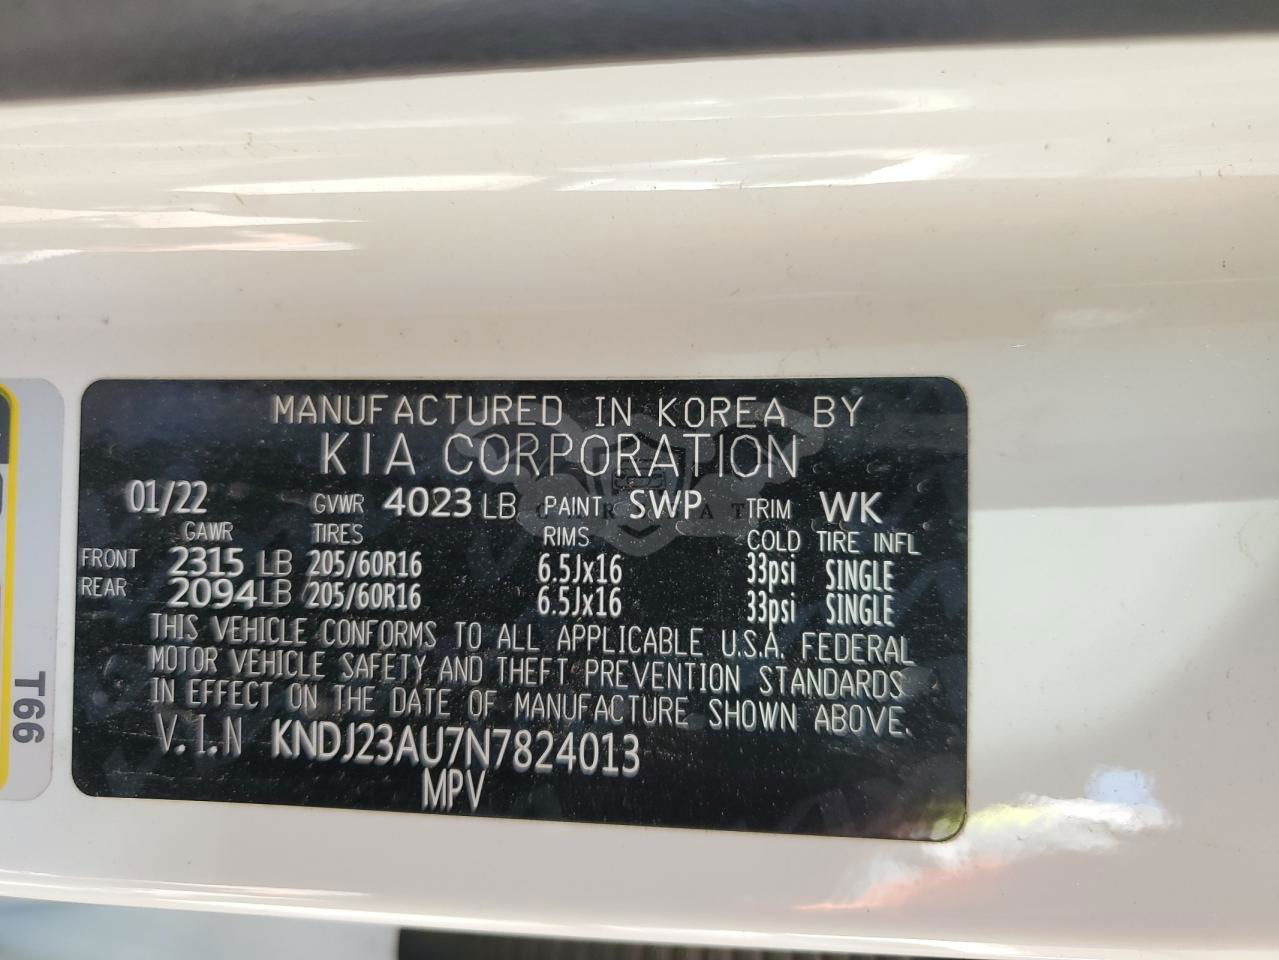 MANUFACTURED IN KOREA BY
KIA CORPORATION
01/22 GVWR 4023 LB PAINT SWP TRIM WK
GAWR TIRES RIMS COLD TIRE INFL
FRONT 2315 LB 205/60R16 6.5Jx16 33psi SINGLE
REAR 2094 LB 205/60R16 6.5Jx16 33psi SINGLE
THIS VEHICLE CONFORMS TO ALL APPLICABLE U.S.A. FEDERAL
MOTOR VEHICLE SAFETY AND THEFT PREVENTION STANDARDS
IN EFFECT ON THE DATE OF MANUFACTURE SHOWN ABOVE.
V.I.N KNDJ23AU7N7824013
MPV
T66